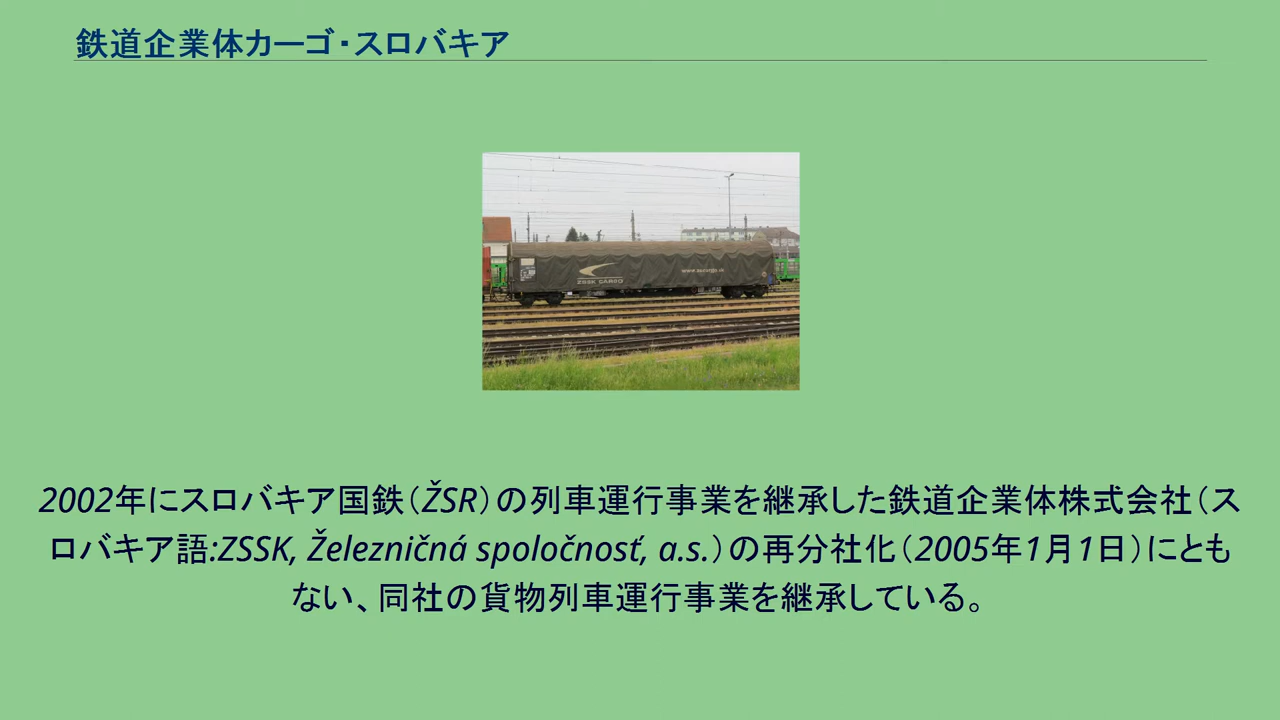 鉄道企業体カーゴ・スロバキア
ZSSK CARGO
2002年にスロバキア国鉄（ŽSR）の列車運行事業を継承した鉄道企業体株式会社（ス
ロバキア語:ZSSK, Železničná spoločnosť, a.s.）の再分社化（2005年1月1日）にとも
ない、同社の貨物列車運行事業を継承している。